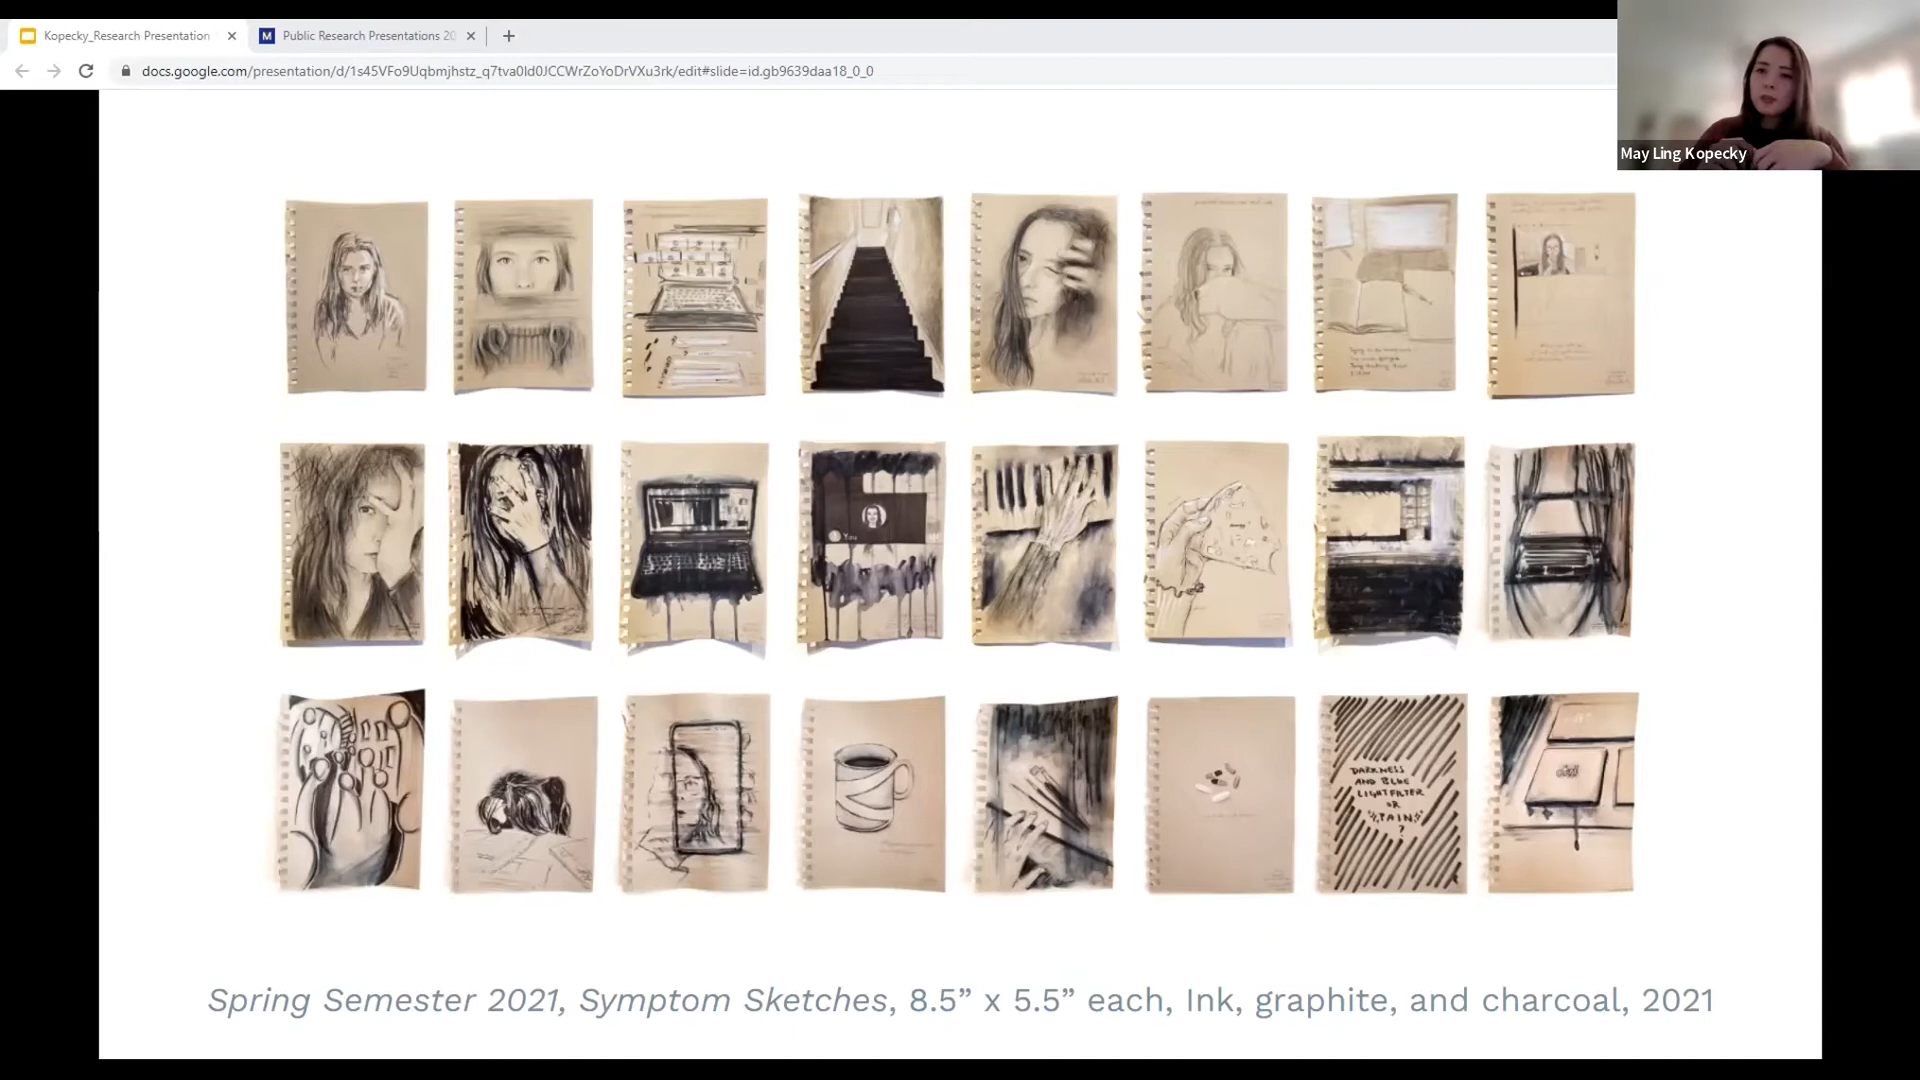 Kopecky_Research Presentation
Public Research Presentations 20
docs.google.com/presentation/d/1s45VFo9Uqbmjhstz_q7tva0ld0JCCWrZoYoDrVXu3rk/edit#slide=id.gb9639daa18_0_0
May Ling Kopecky
You
DARKNESS
AND BLUE
LIGHT FILTER
OR
PAIN
?
Spring Semester 2021, Symptom Sketches, 8.5” x 5.5” each, Ink, graphite, and charcoal, 2021